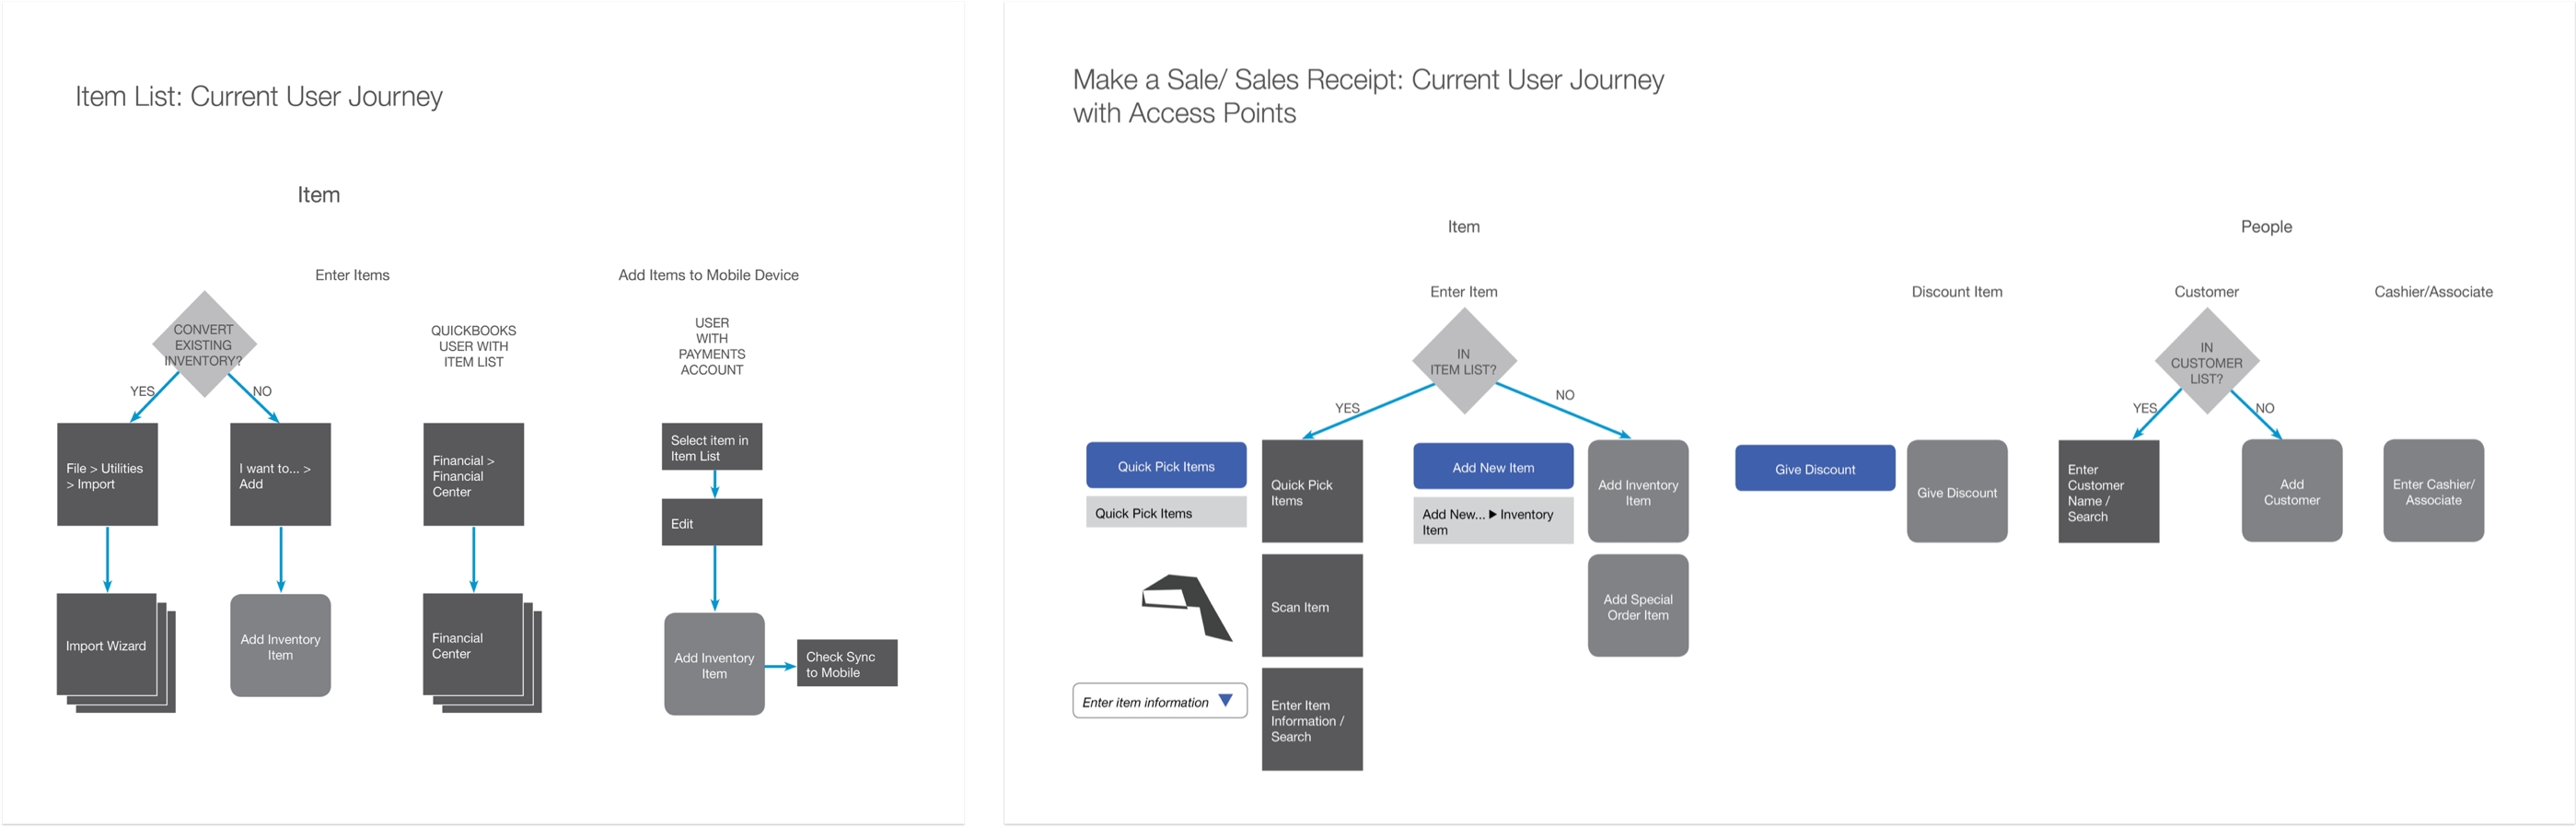 Item List: Current User Journey
Item
Enter Items
Add Items to Mobile Device
CONVERT
EXISTING
INVENTORY?
QUICKBOOKS
USER WITH
ITEM LIST
USER
WITH
PAYMENTS
ACCOUNT
YES
NO
File > Utilities
> Import
I want to... >
Add
Financial >
Financial
Center
Select item in
Item List
Edit
Import Wizard
Add Inventory
Item
Financial
Center
Add Inventory
Item
Check Sync
to Mobile
Make a Sale/ Sales Receipt: Current User Journey
with Access Points
Item
People
Enter Item
Discount Item
Customer
Cashier/Associate
IN
ITEM LIST?
IN
CUSTOMER
LIST?
YES
NO
YES
NO
Quick Pick Items
Quick Pick Items
Quick Pick
Items
Add New Item
Add New... ▶ Inventory
Item
Add Inventory
Item
Give Discount
Give Discount
Enter
Customer
Name /
Search
Add
Customer
Enter Cashier/
Associate
Scan Item
Add Special
Order Item
Enter item information
Enter Item
Information /
Search